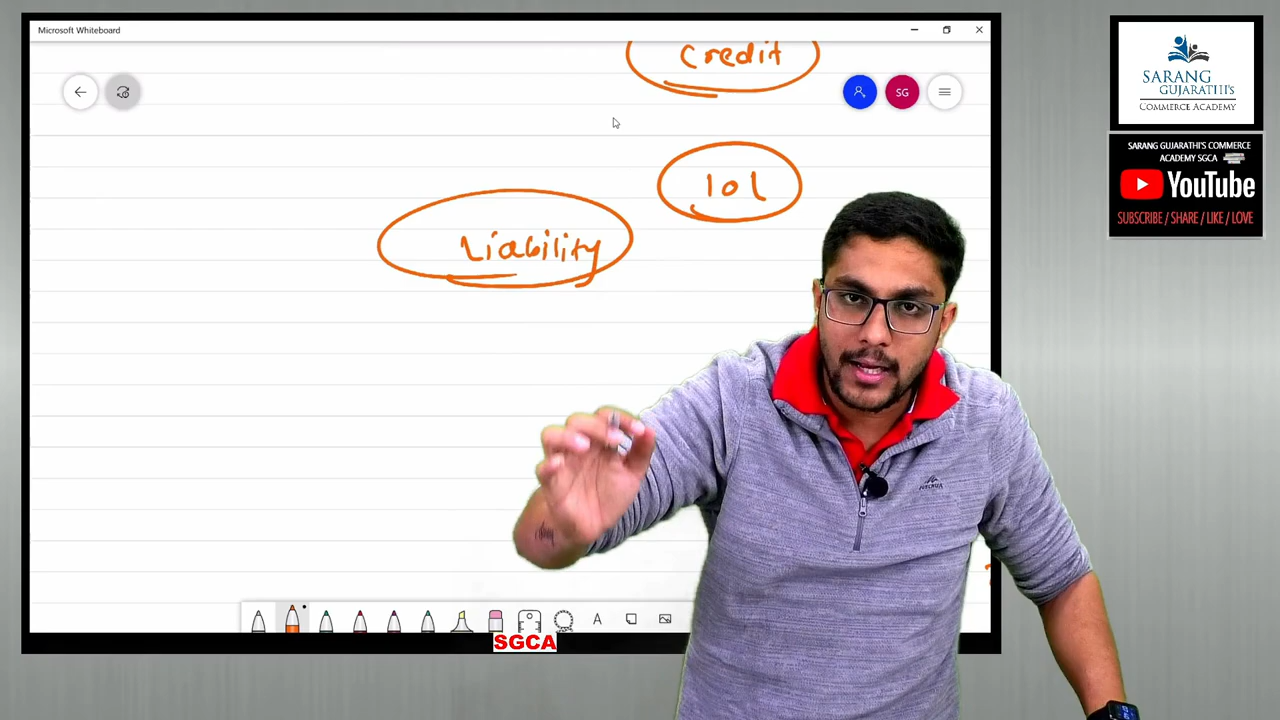 Microsoft Whiteboard
credit
SG
lol
Liability
SARANG
GUJARATHI'S
COMMERCE ACADEMY
SARANG GUJARATHI'S COMMERCE
ACADEMY SGCA
YouTube
SUBSCRIBE / SHARE / LIKE / LOVE
A
SGCA